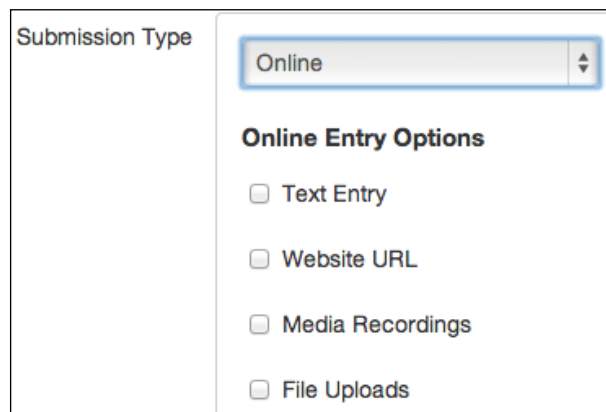 Submission Type
Online
Online Entry Options
Text Entry
Website URL
Media Recordings
File Uploads